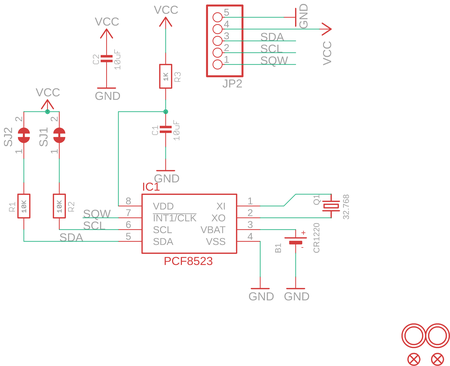 VCC
VCC
VCC
C2
10uF
GND
R3
1K
C1
10uF
GND
5
4
3
2
1
GND
VCC
SDA
SCL
SQW
JP2
SJ2
2
1
SJ1
2
1
R1
10K
R2
10K
SQW
SCL
SDA
IC1
8
7
6
5
VDD
INT1/CLK
SCL
SDA
XI
XO
VBAT
VSS
1
2
3
4
PCF8523
Q1
32.768
B1
+
-
CR1220
GND
GND